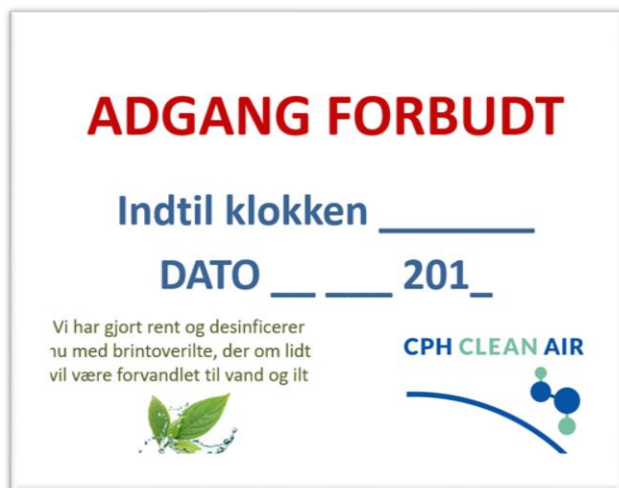 ADGANG FORBUDT
Indtil klokken _______
DATO __ ___ 201_
Vi har gjort rent og desinficerer
nu med brintoverilte, der om lidt
vil være forvandlet til vand og ilt
CPH CLEAN AIR